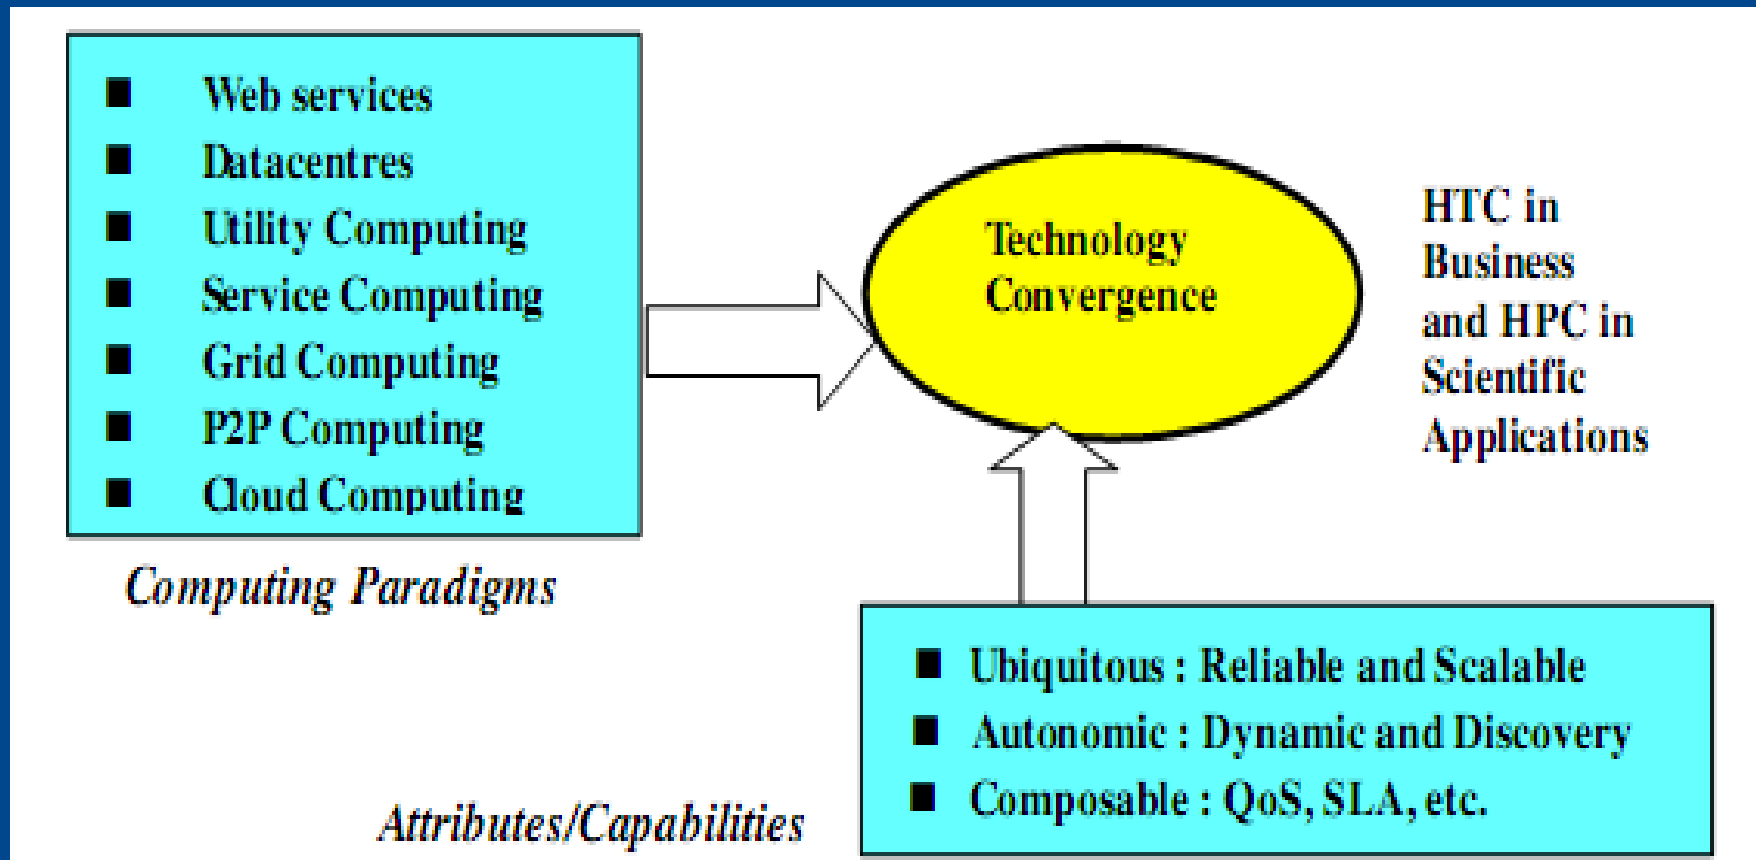 Web services
Datacentres
Utility Computing
Service Computing
Grid Computing
P2P Computing
Cloud Computing
Computing Paradigms
Technology
Convergence
HTC in
Business
and HPC in
Scientific
Applications
Ubiquitous : Reliable and Scalable
Autonomic : Dynamic and Discovery
Composable : QoS, SLA, etc.
Attributes/Capabilities